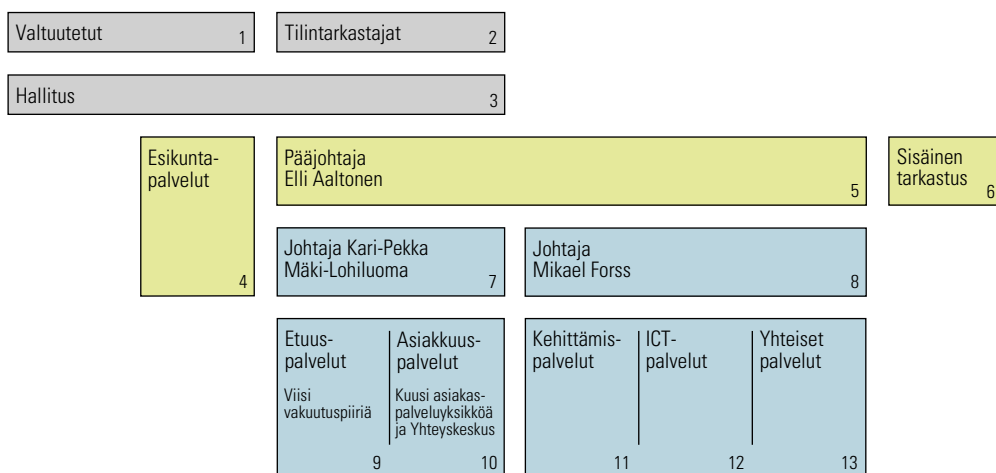 Valtuutetut 1
Tilintarkastajat 2
Hallitus 3
Esikunta-
palvelut
4
Pääjohtaja
Elli Aaltonen
5
Sisäinen
tarkastus
6
Johtaja Kari-Pekka
Mäki-Lohiluoma
7
Johtaja
Mikael Forss
8
Etuus-
palvelut
Viisi
vakuutuspiiriä
9
Asiakkuus-
palvelut
Kuusi asiakas-
palveluyksikköä
ja Yhteyskeskus
10
Kehittämis-
palvelut
11
ICT-
palvelut
12
Yhteiset
palvelut
13